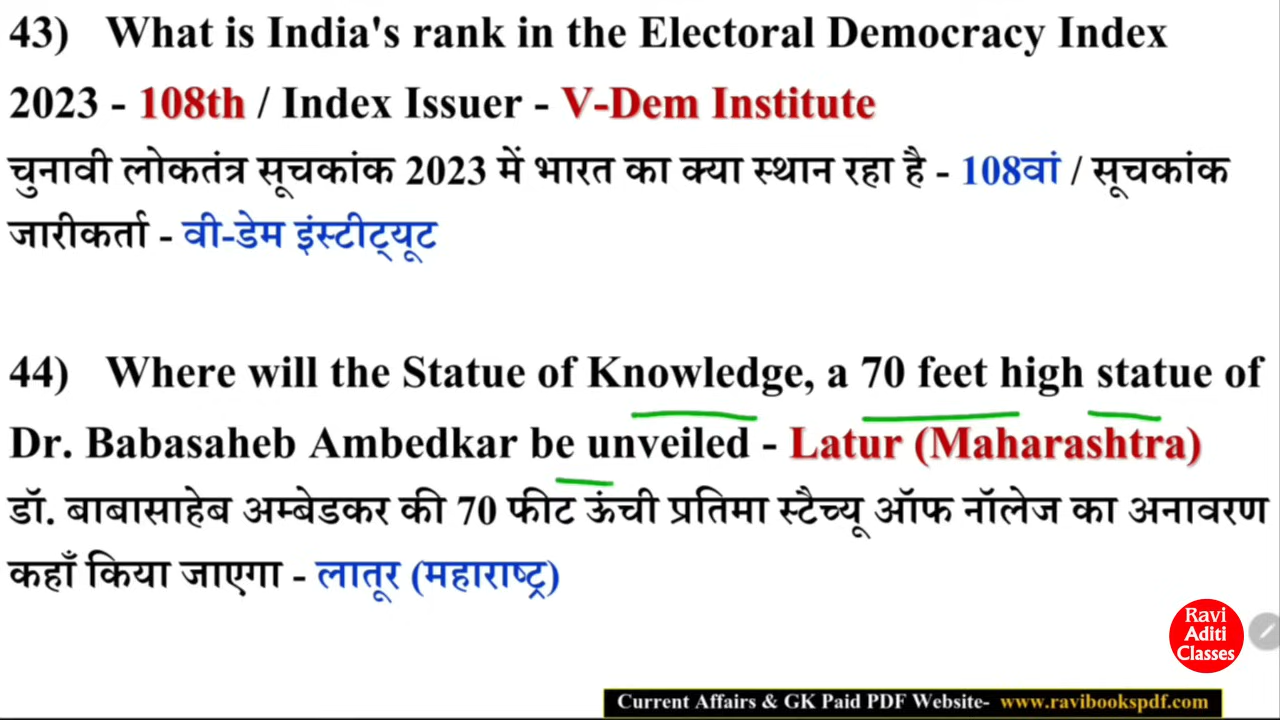 43) What is India's rank in the Electoral Democracy Index
2023 - 108th / Index Issuer - V-Dem Institute
चुनावी लोकतंत्र सूचकांक 2023 में भारत का क्या स्थान रहा है - 108वां / सूचकांक
जारीकर्ता - वी-डेम इंस्टीट्यूट
44) Where will the Statue of Knowledge, a 70 feet high statue of
Dr. Babasaheb Ambedkar be unveiled - Latur (Maharashtra)
डॉ. बाबासाहेब अम्बेडकर की 70 फीट ऊंची प्रतिमा स्टैच्यू ऑफ नॉलेज का अनावरण
कहाँ किया जाएगा - लातूर (महाराष्ट्र)
Ravi
Aditi
Classes
Current Affairs & GK Paid PDF Website- www.ravibookspdf.com